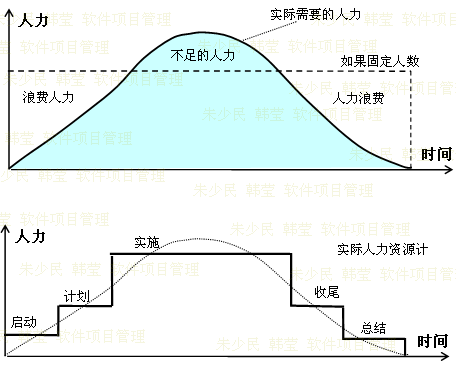 人力
实际需要的人力
不足的人力
如果固定人数
浪费人力
人力浪费
时间
人力
实施
实际人力资源计
计划
收尾
启动
总结
时间
朱少民 韩莹 软件项目管理